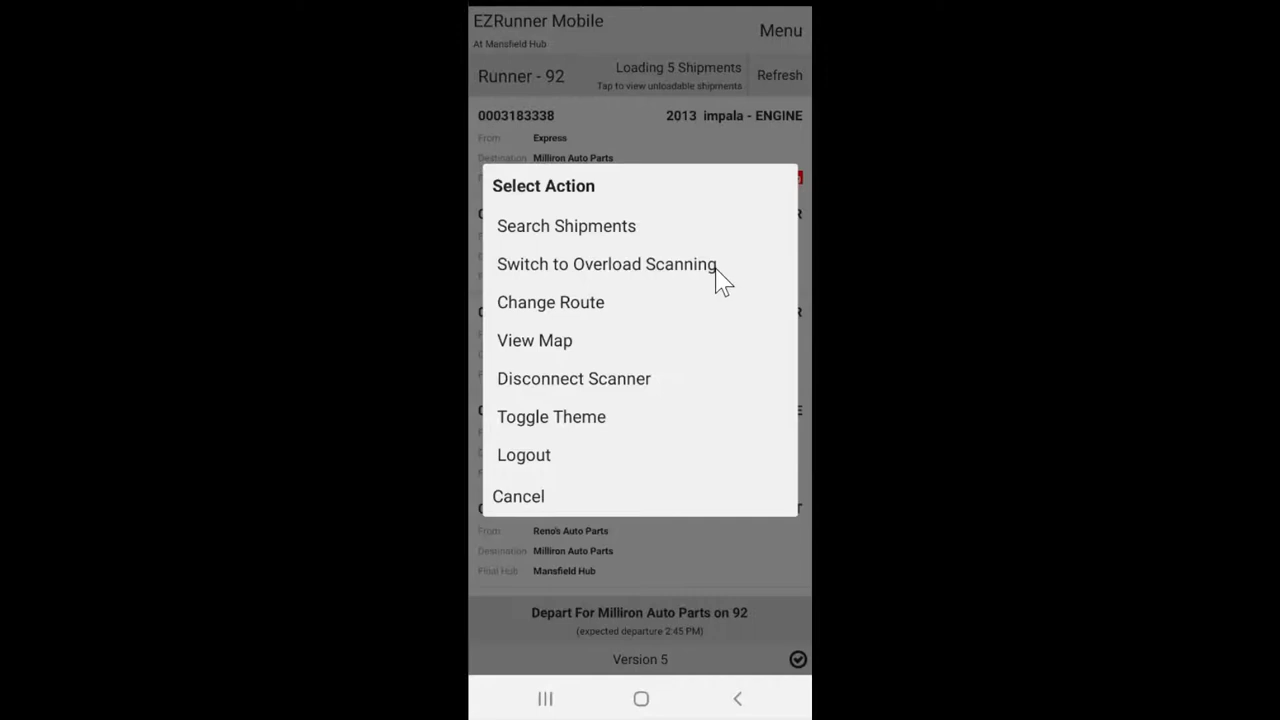 EZRunner Mobile
At Mansfield Hub
Menu
Runner - 92
Loading 5 Shipments
Tap to view unloadable shipments
Refresh
0003183338
2013 impala - ENGINE
From Express
Destination Milliron Auto Parts
Select Action
Search Shipments
Switch to Overload Scanning
Change Route
View Map
Disconnect Scanner
Toggle Theme
Logout
Cancel
From Reno's Auto Parts
Destination Milliron Auto Parts
Final Hub Mansfield Hub
Depart For Milliron Auto Parts on 92
(expected departure 2:45 PM)
Version 5